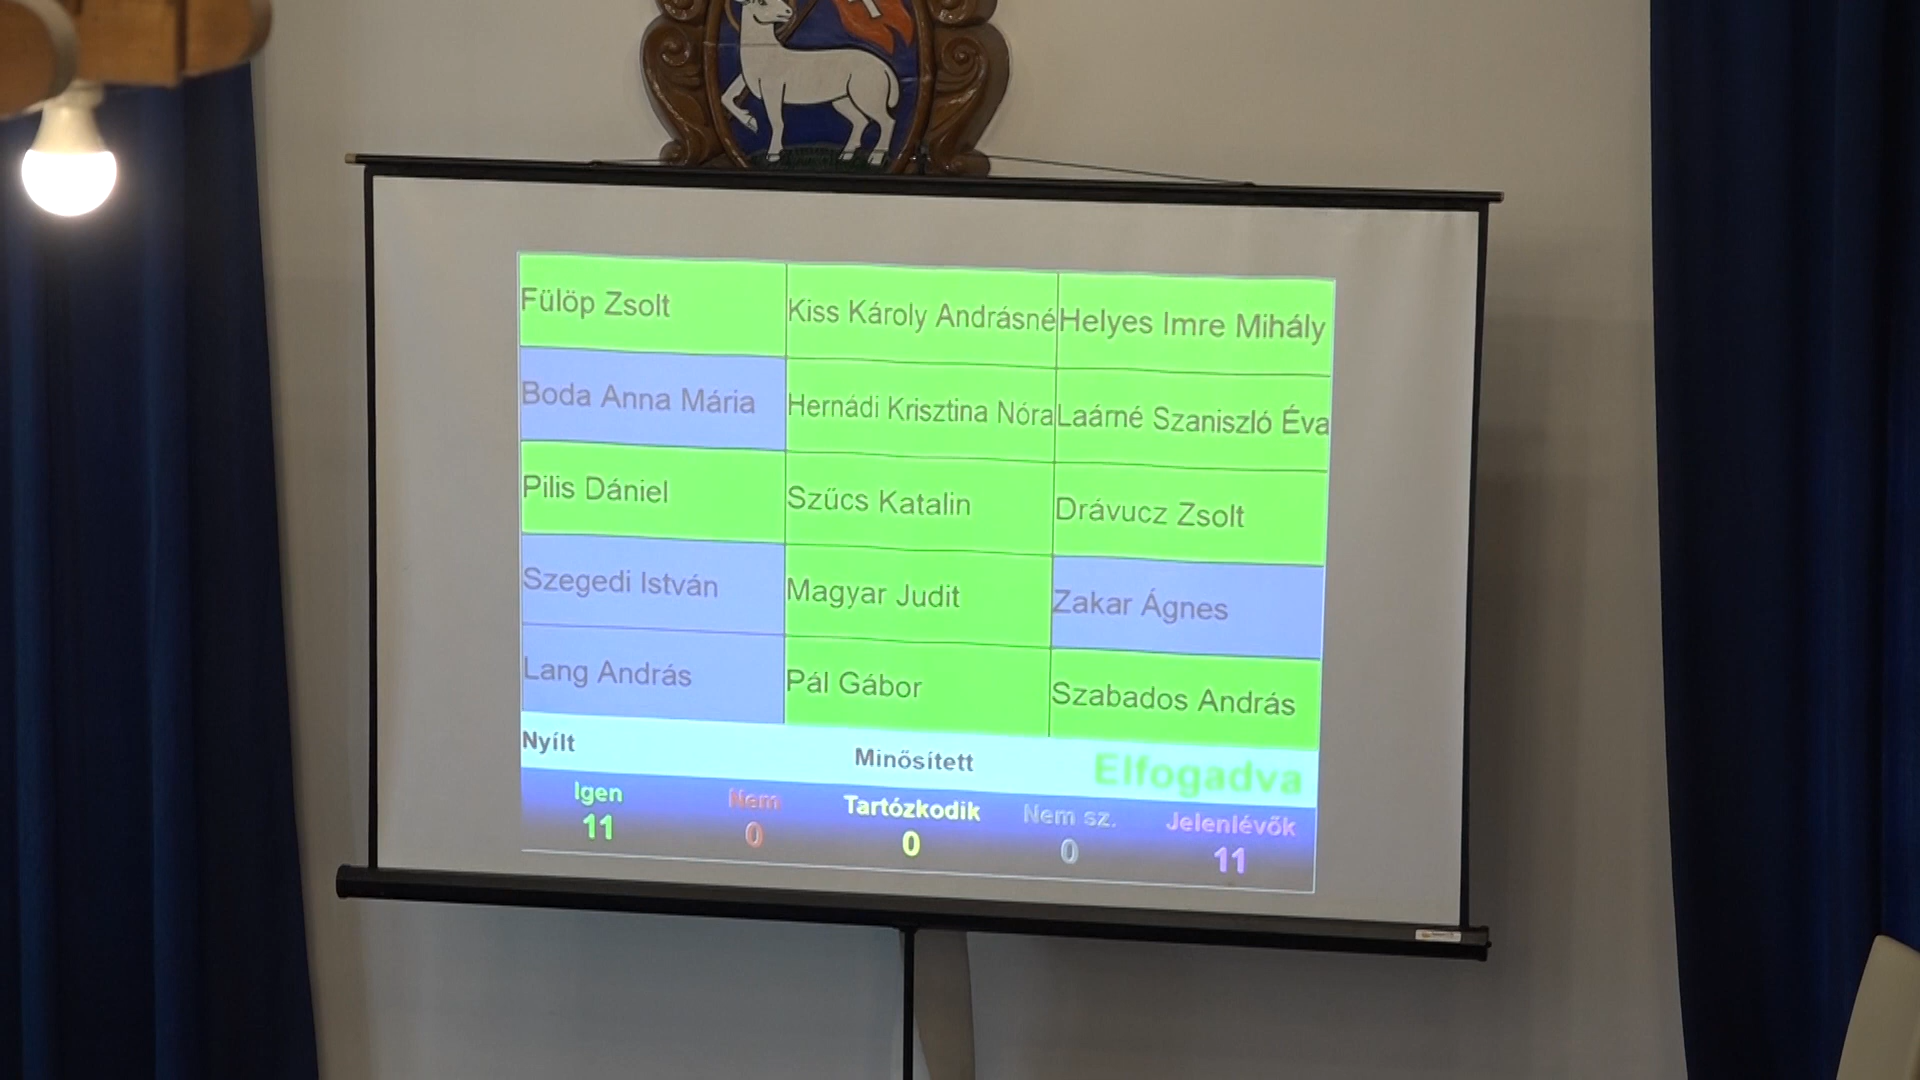 Fülöp Zsolt Kiss Károly Andrásné Helyes Imre Mihály
Boda Anna Mária Hernádi Krisztina Nóra Laárné Szaniszló Éva
Pilis Dániel Szűcs Katalin Drávucz Zsolt
Szegedi István Magyar Judit Zakar Ágnes
Lang András Pál Gábor Szabados András
Nyílt Minősített Elfogadva
Igen Nem Tartózkodik Nem sz. Jelenlévők
11 0 0 0 11